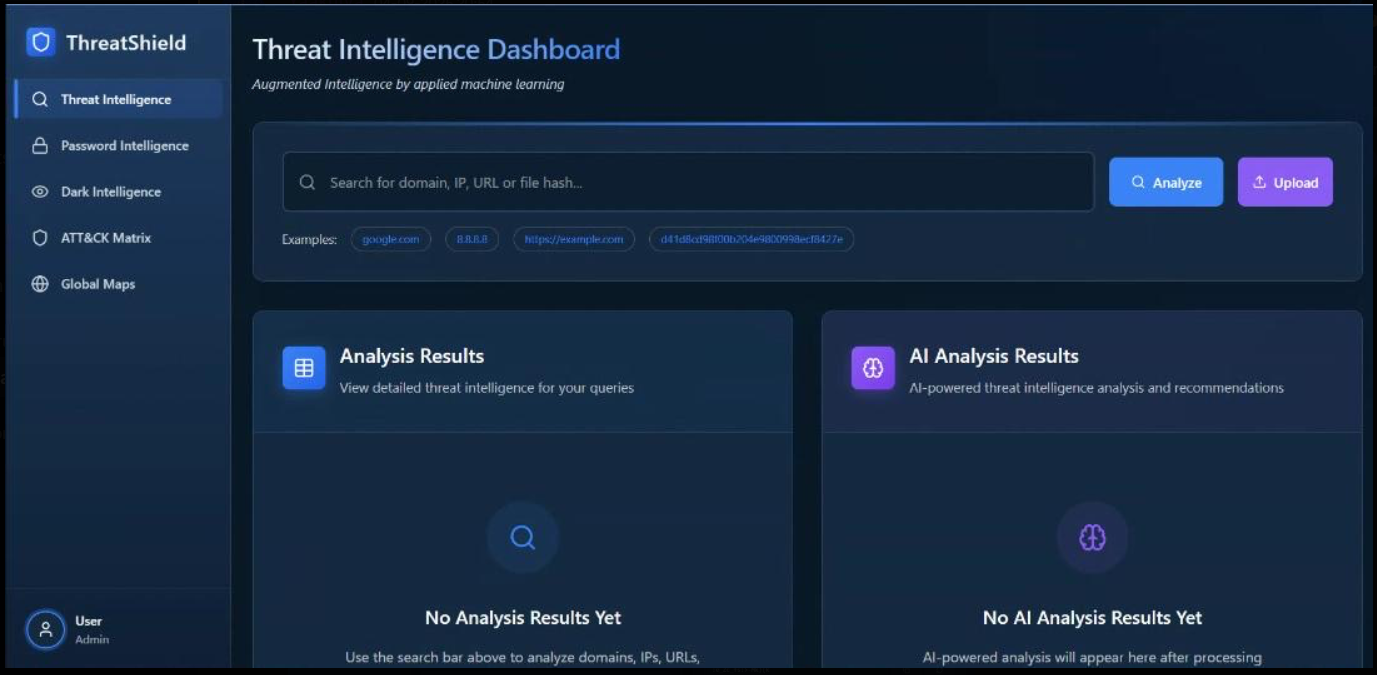 ThreatShield
Threat Intelligence
Password Intelligence
Dark Intelligence
ATT&CK Matrix
Global Maps
User
Admin
Threat Intelligence Dashboard
Augmented Intelligence by applied machine learning
Search for domain, IP, URL or file hash...
Analyze
Upload
Examples: google.com 8.8.8.8 https://example.com d41d8cd98f00b204e9800998ecf8427e
Analysis Results
View detailed threat intelligence for your queries
No Analysis Results Yet
Use the search bar above to analyze domains, IPs, URLs,
AI Analysis Results
AI-powered threat intelligence analysis and recommendations
No AI Analysis Results Yet
AI-powered analysis will appear here after processing